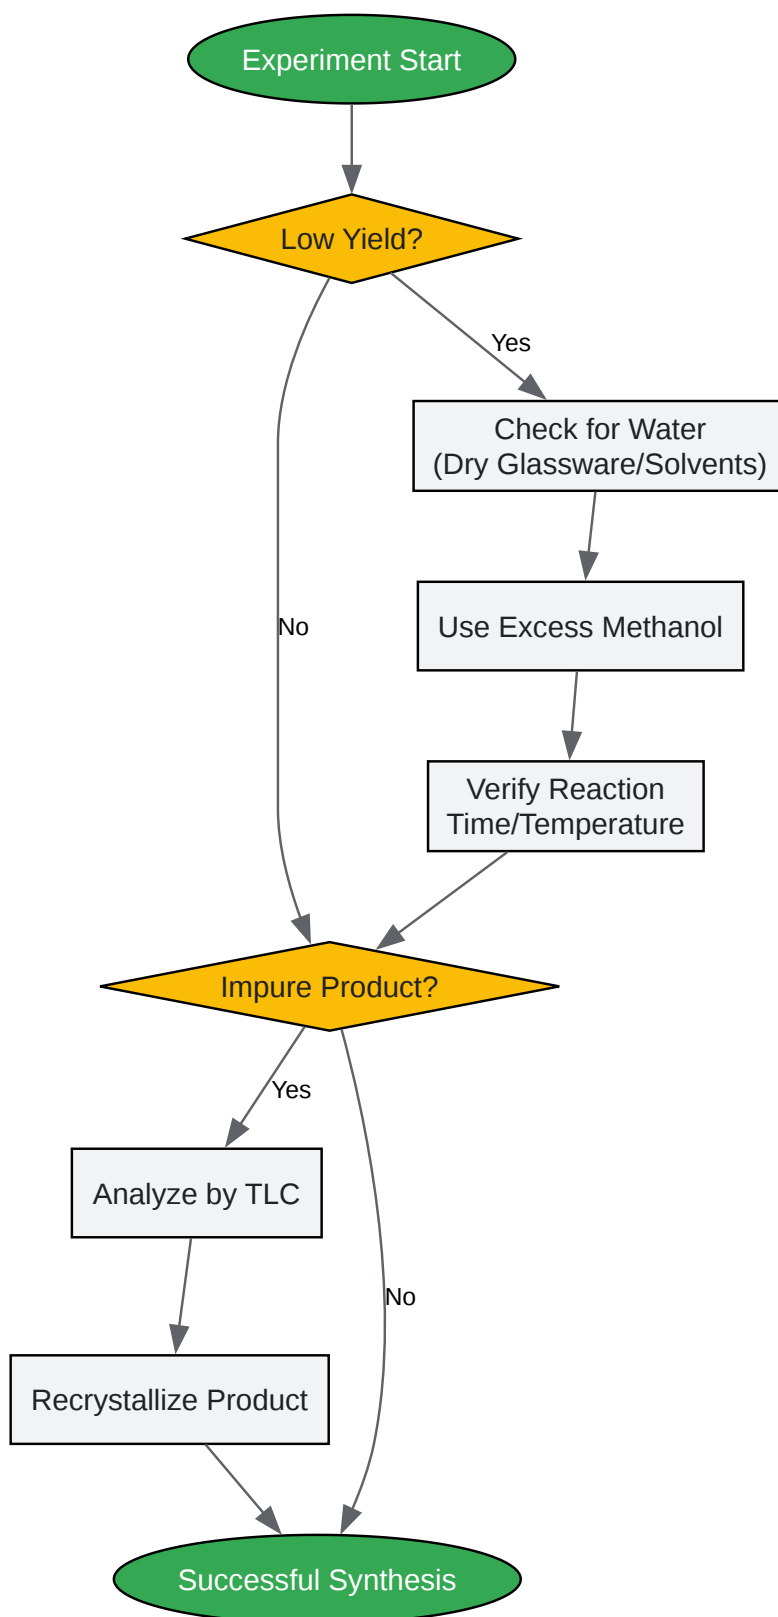 Experiment Start
Low Yield?
Yes
Check for Water
(Dry Glassware/Solvents)
Use Excess Methanol
No
Verify Reaction
Time/Temperature
Impure Product?
Yes
Analyze by TLC
No
Recrystallize Product
Successful Synthesis